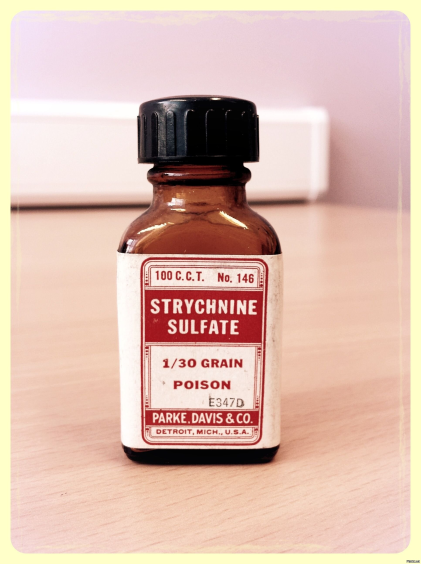 100 C.C.T. No. 146
STRYCHNINE
SULFATE
1/30 GRAIN
POISON
E347D
PARKE, DAVIS & CO.
DETROIT, MICH., U.S.A.